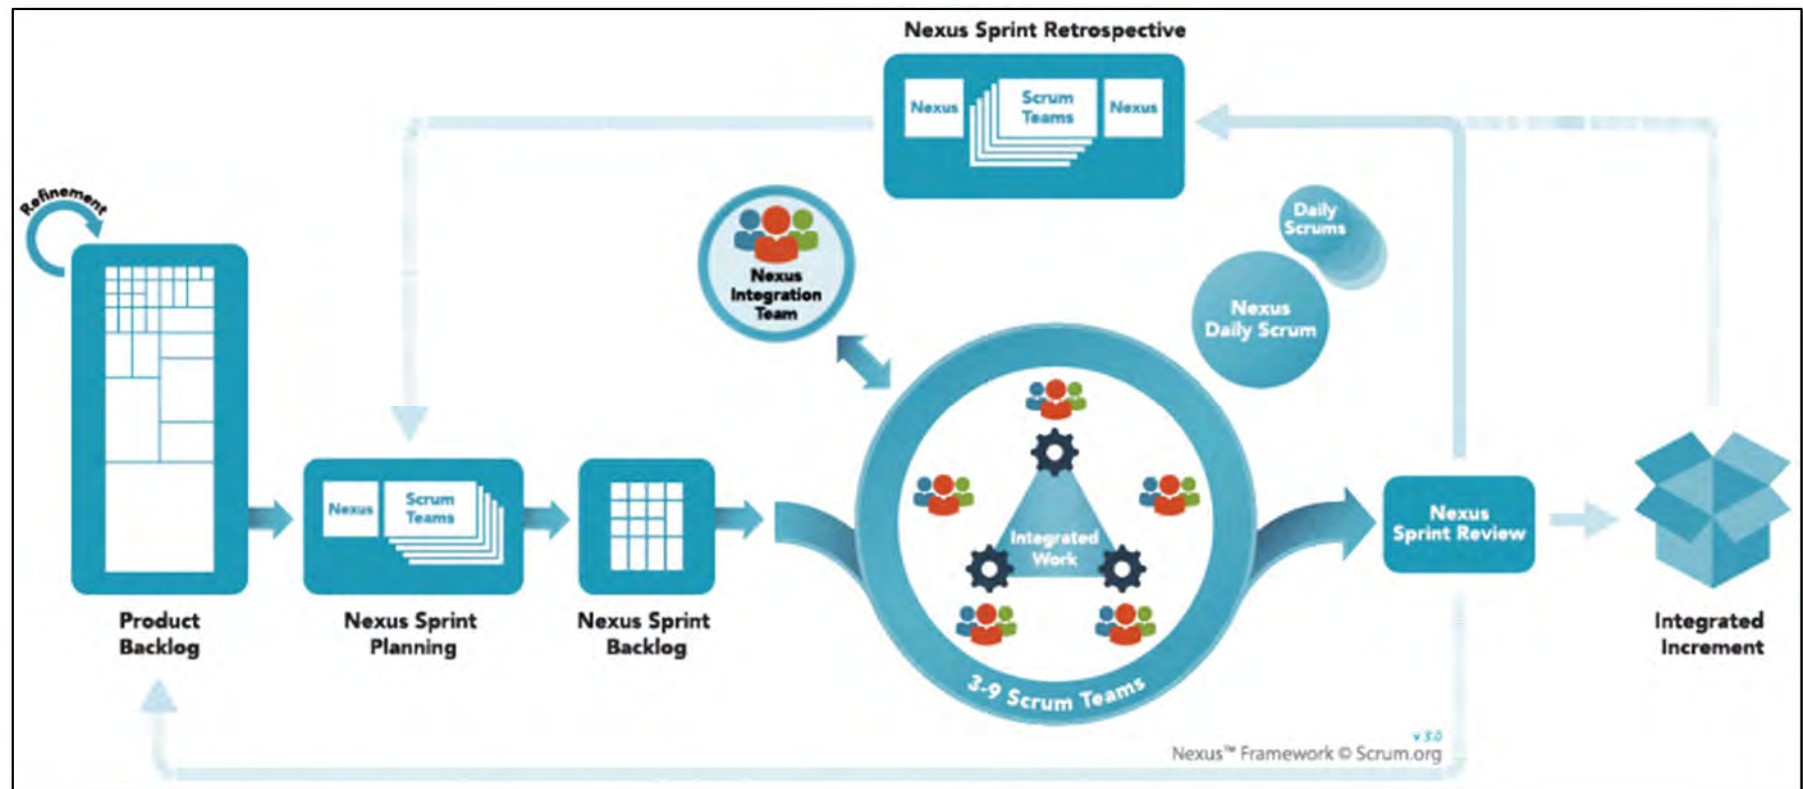 Nexus Sprint Retrospective
Nexus
Scrum
Teams
Nexus
Refinement
Daily
Scrums
Nexus
Integration
Team
Nexus
Daily Scrum
Nexus
Scrum
Teams
Integrated
Work
Nexus
Sprint Review
Product
Backlog
Nexus Sprint
Planning
Nexus Sprint
Backlog
3-9 Scrum Teams
Integrated
Increment
v 3.0
Nexus™ Framework © Scrum.org